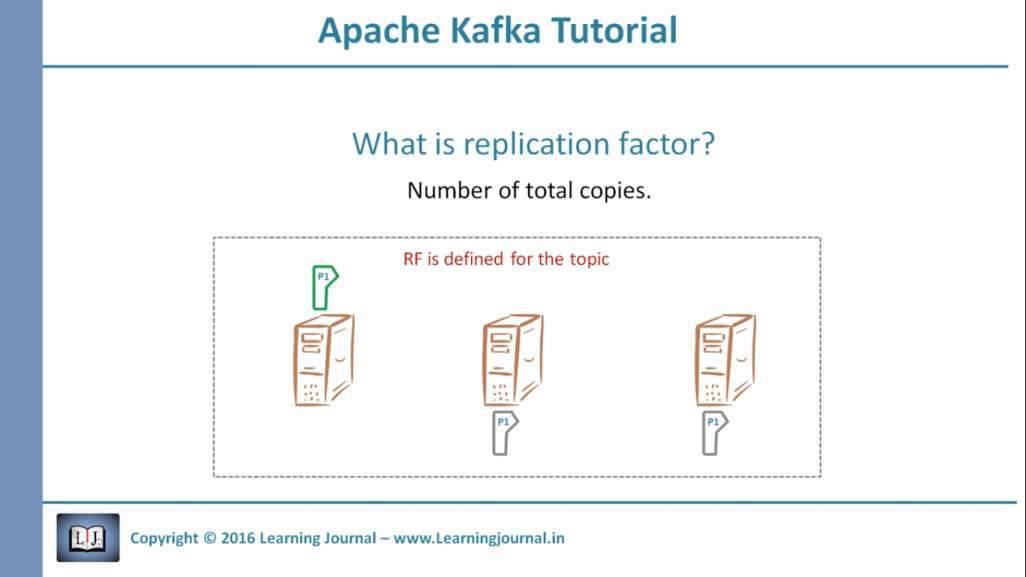 Apache Kafka Tutorial
What is replication factor?
Number of total copies.
RF is defined for the topic
P1
P1
P1
LJ
Copyright © 2016 Learning Journal – www.Learningjournal.in